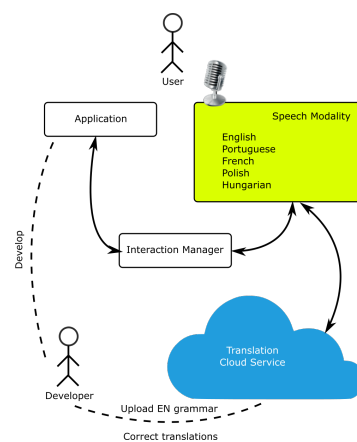 User
Application
Speech Modality
English
Portuguese
French
Polish
Hungarian
Develop
Interaction Manager
Translation
Cloud Service
Developer
Upload EN grammar
Correct translations